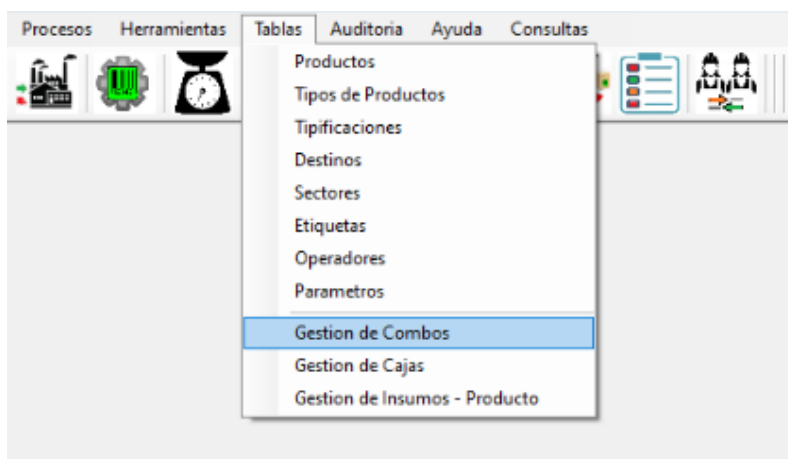 Procesos Herramientas Tablas Auditoria Ayuda Consultas
Productos
Tipos de Productos
Tipificaciones
Destinos
Sectores
Etiquetas
Operadores
Parametros
Gestion de Combos
Gestion de Cajas
Gestion de Insumos - Producto